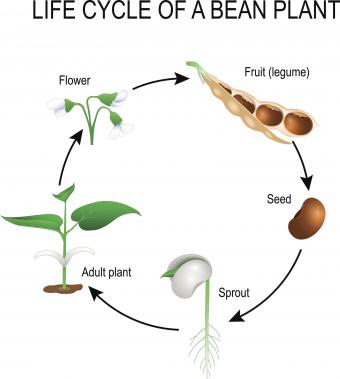 LIFE CYCLE OF A BEAN PLANT
Flower
Fruit (legume)
Seed
Adult plant
Sprout